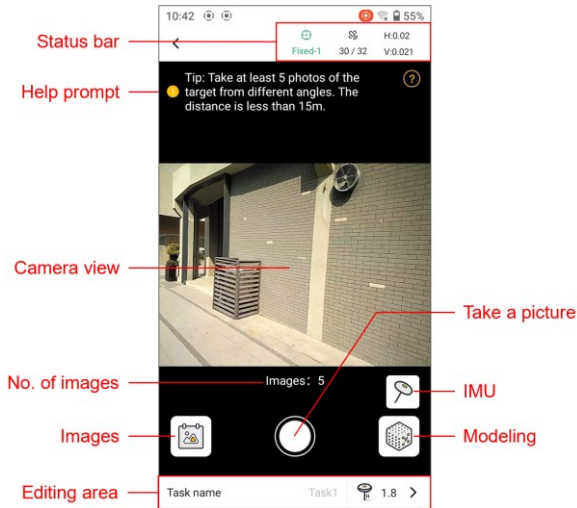 10:42
55%
Status bar
Fixed-1
30 / 32
H:0.02
V:0.021
Help prompt
Tip: Take at least 5 photos of the
target from different angles. The
distance is less than 15m.
?
Camera view
Take a picture
No. of images
Images: 5
IMU
Images
Modeling
Editing area
Task name
Task1
1.8